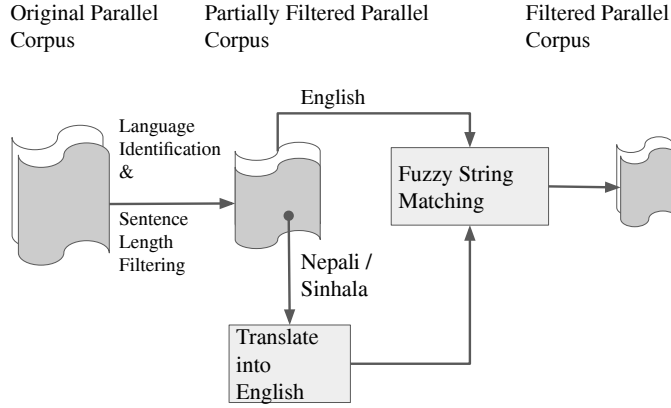 Original Parallel
Corpus
Partially Filtered Parallel
Corpus
Filtered Parallel
Corpus
English
Language
Identification
&
Sentence
Length
Filtering
Fuzzy String
Matching
Nepali /
Sinhala
Translate
into
English